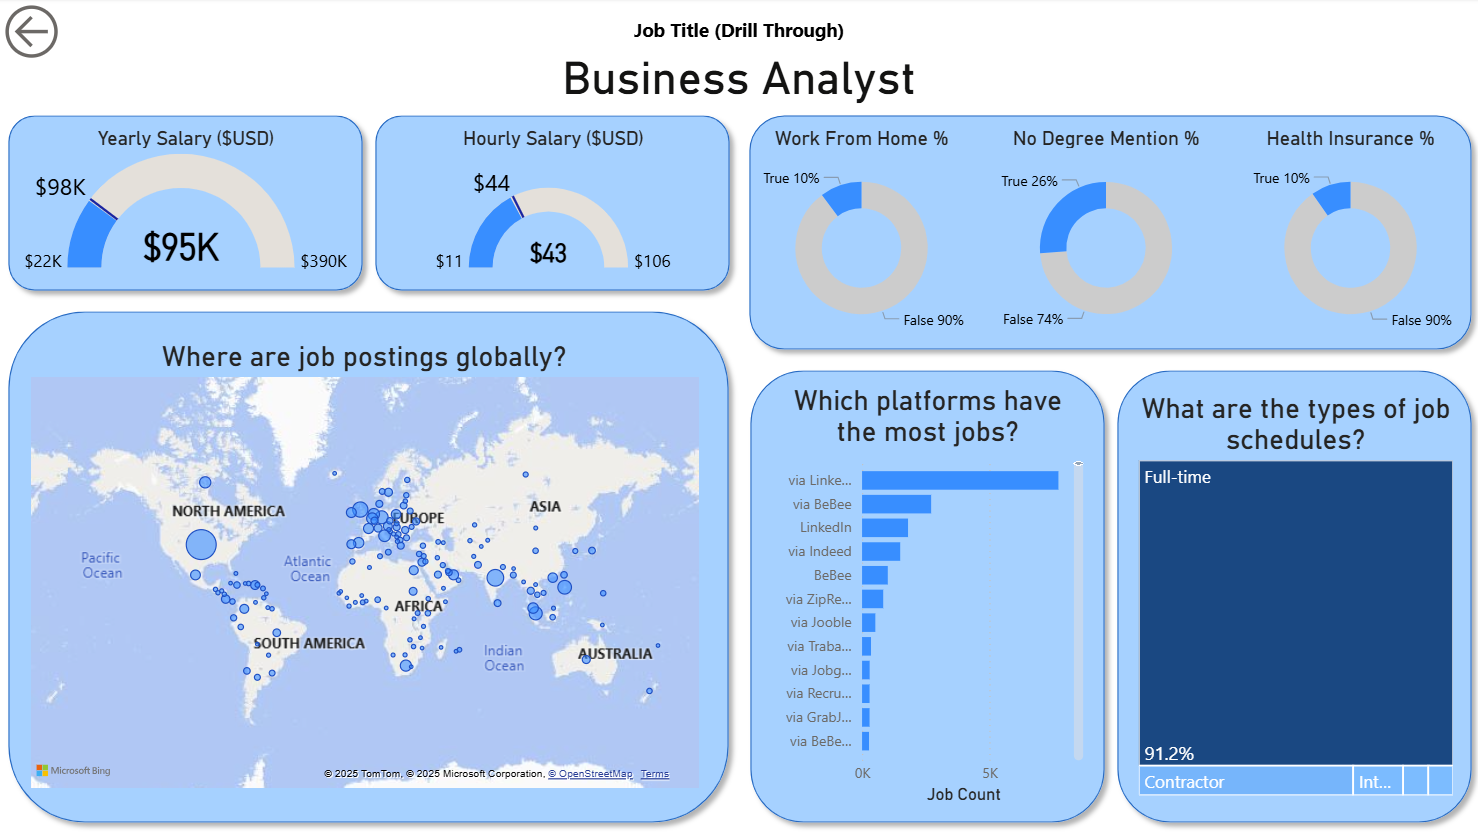 Job Title (Drill Through)
Business Analyst
Yearly Salary ($USD)
$98K
$95K
$22K
$390K
Hourly Salary ($USD)
$44
$43
$11
$106
Work From Home %
True 10%
False 90%
No Degree Mention %
True 26%
False 74%
Health Insurance %
True 10%
False 90%
Where are job postings globally?
NORTH AMERICA
EUROPE
ASIA
Pacific
Ocean
Atlantic
Ocean
AFRICA
SOUTH AMERICA
Indian
Ocean
AUSTRALIA
Microsoft Bing
© 2025 TomTom, © 2025 Microsoft Corporation, © OpenStreetMap Terms
Which platforms have
the most jobs?
via Linke...
via BeBee
LinkedIn
via Indeed
BeBee
via ZipRe...
via Jooble
via Traba...
via Jobg...
via Recru...
via GrabJ...
via BeBe...
0K
5K
Job Count
What are the types of job
schedules?
Full-time
91.2%
Contractor
Int...